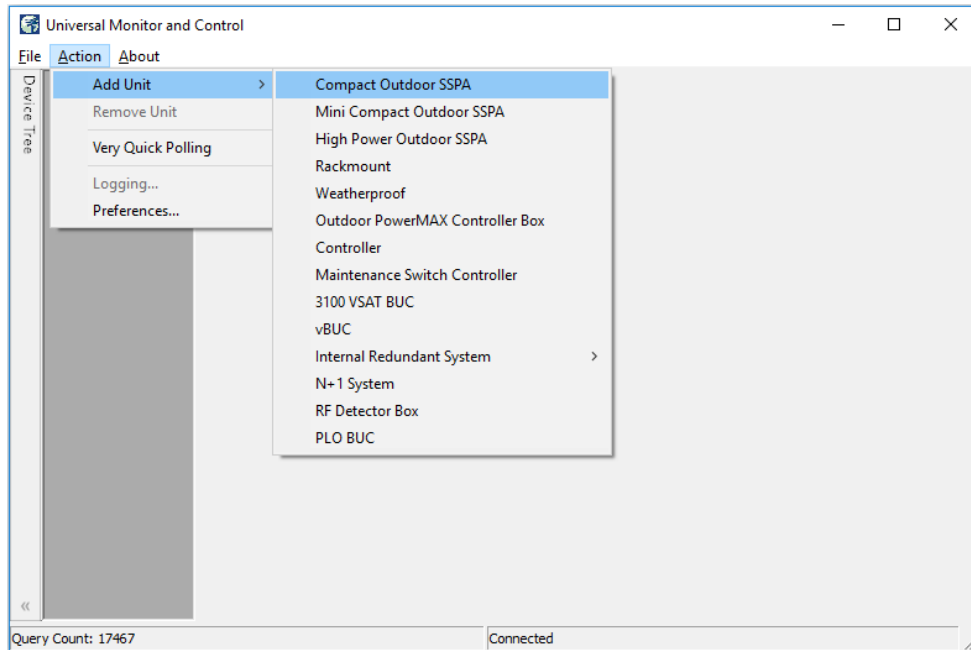 Universal Monitor and Control
File Action About
Device Tree
Add Unit
Remove Unit
Very Quick Polling
Logging...
Preferences...
Compact Outdoor SSPA
Mini Compact Outdoor SSPA
High Power Outdoor SSPA
Rackmount
Weatherproof
Outdoor PowerMAX Controller Box
Controller
Maintenance Switch Controller
3100 VSAT BUC
vBUC
Internal Redundant System
N+1 System
RF Detector Box
PLO BUC
Query Count: 17467
Connected